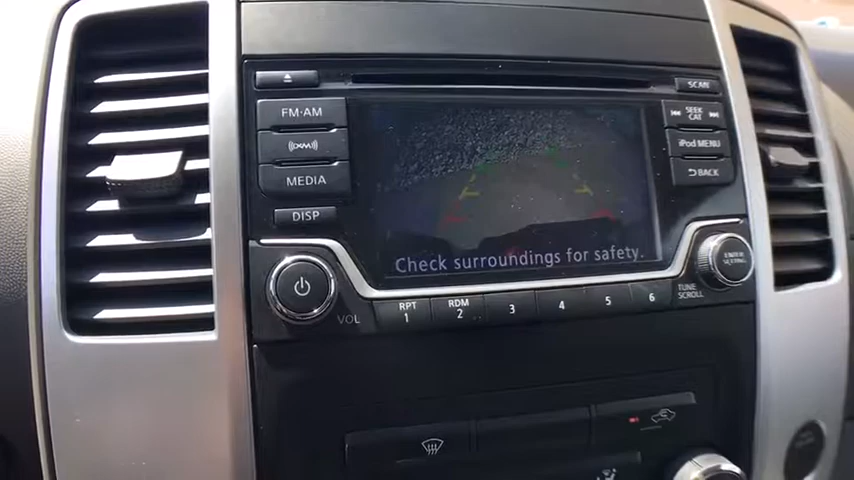 SCAN
FM·AM
SEEK
CAT
iPod MENU
MEDIA
BACK
DISP
Check surroundings for safety.
ENTER
SETTING
VOL
RPT
1
RDM
2
3
4
5
6
TUNE
SCROLL